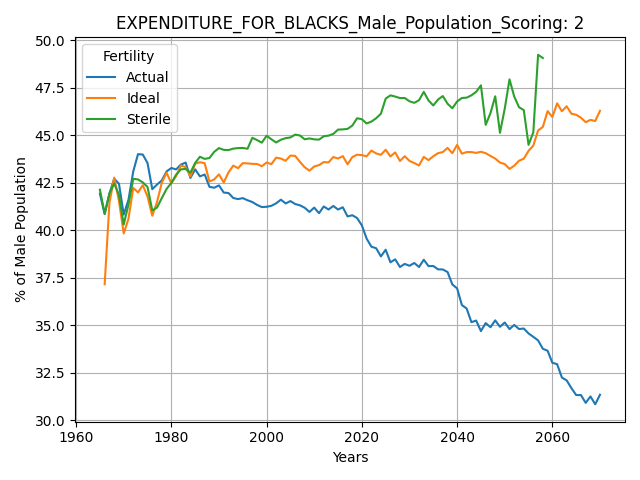 EXPENDITURE_FOR_BLACKS_Male_Population_Scoring: 2
Fertility
Actual
Ideal
Sterile
% of Male Population
50.0
47.5
45.0
42.5
40.0
37.5
35.0
32.5
30.0
1960 1980 2000 2020 2040 2060
Years